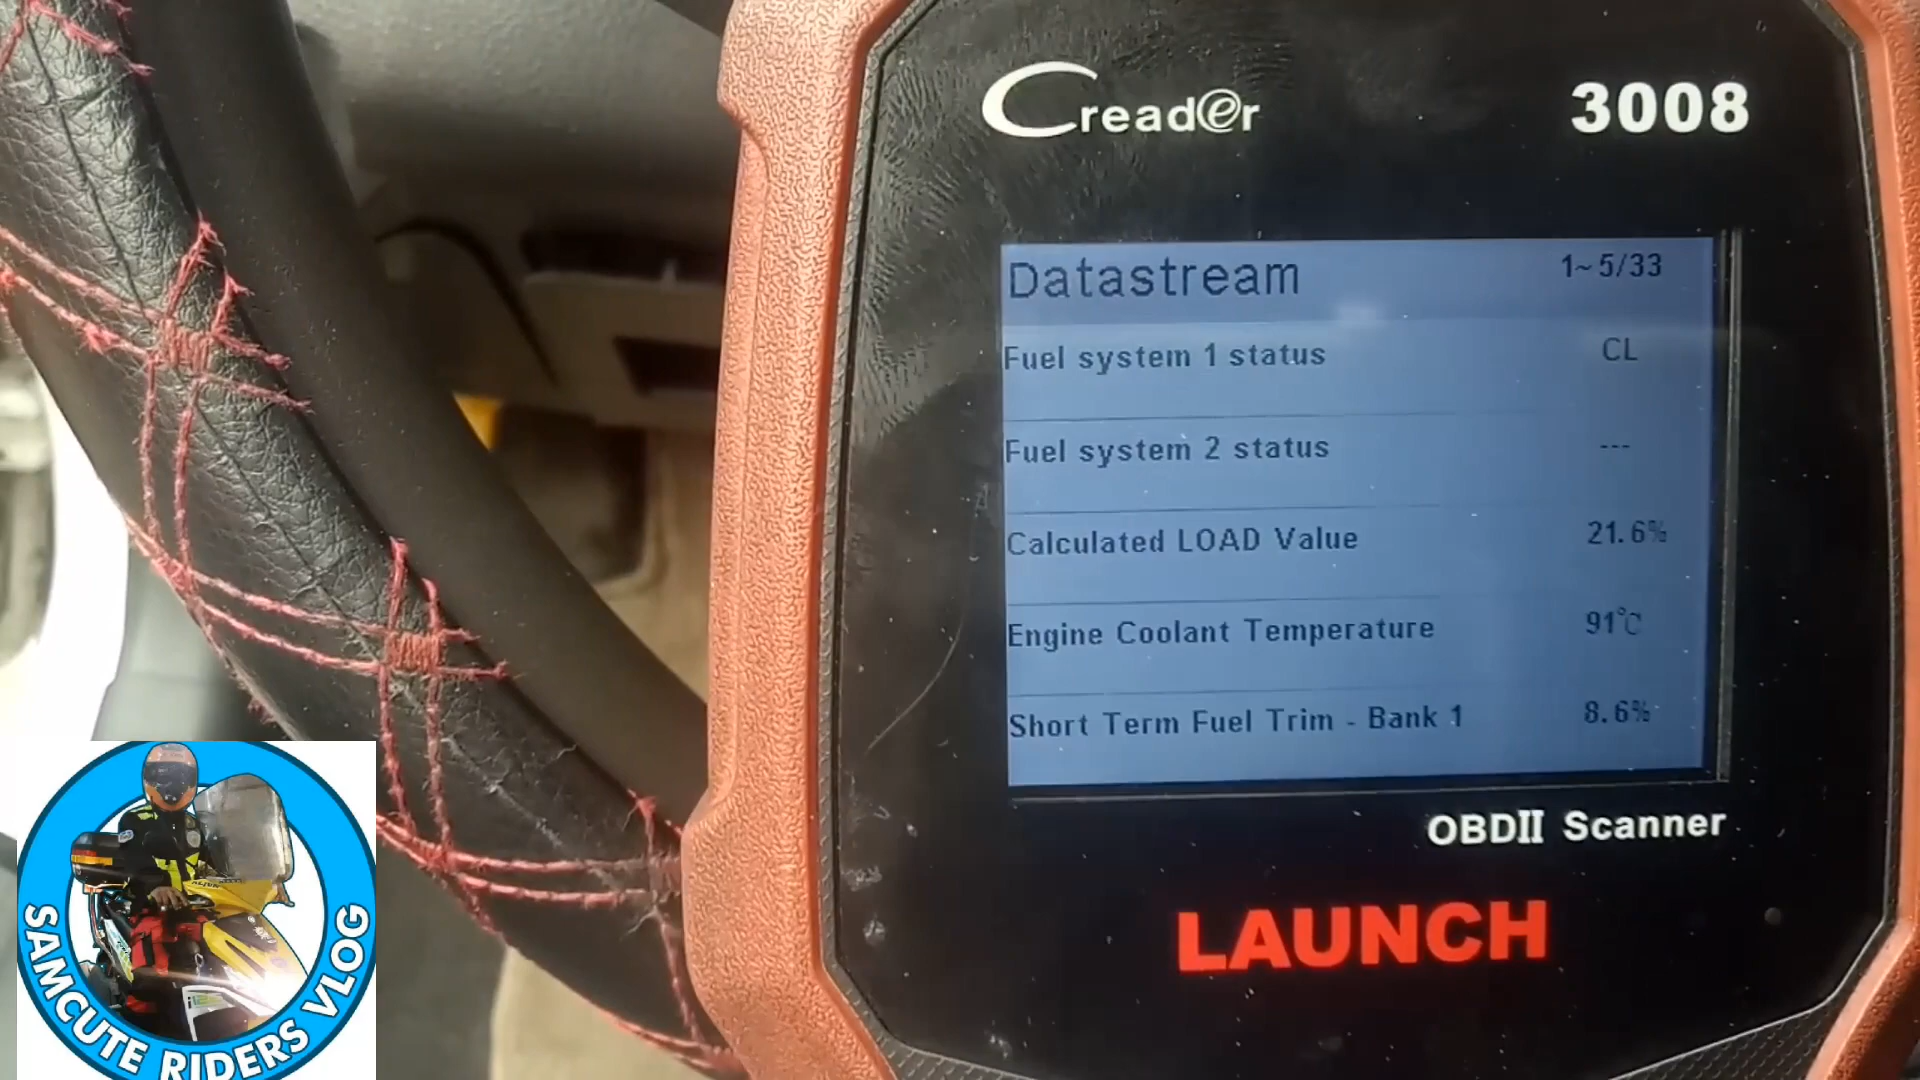 Creader 3008
Datastream 1~5/33
Fuel system 1 status CL
Fuel system 2 status ---
Calculated LOAD Value 21.6%
Engine Coolant Temperature 91℃
Short Term Fuel Trim - Bank 1 8.6%
OBDII Scanner
LAUNCH
SAMCUTE RIDERS VLOG